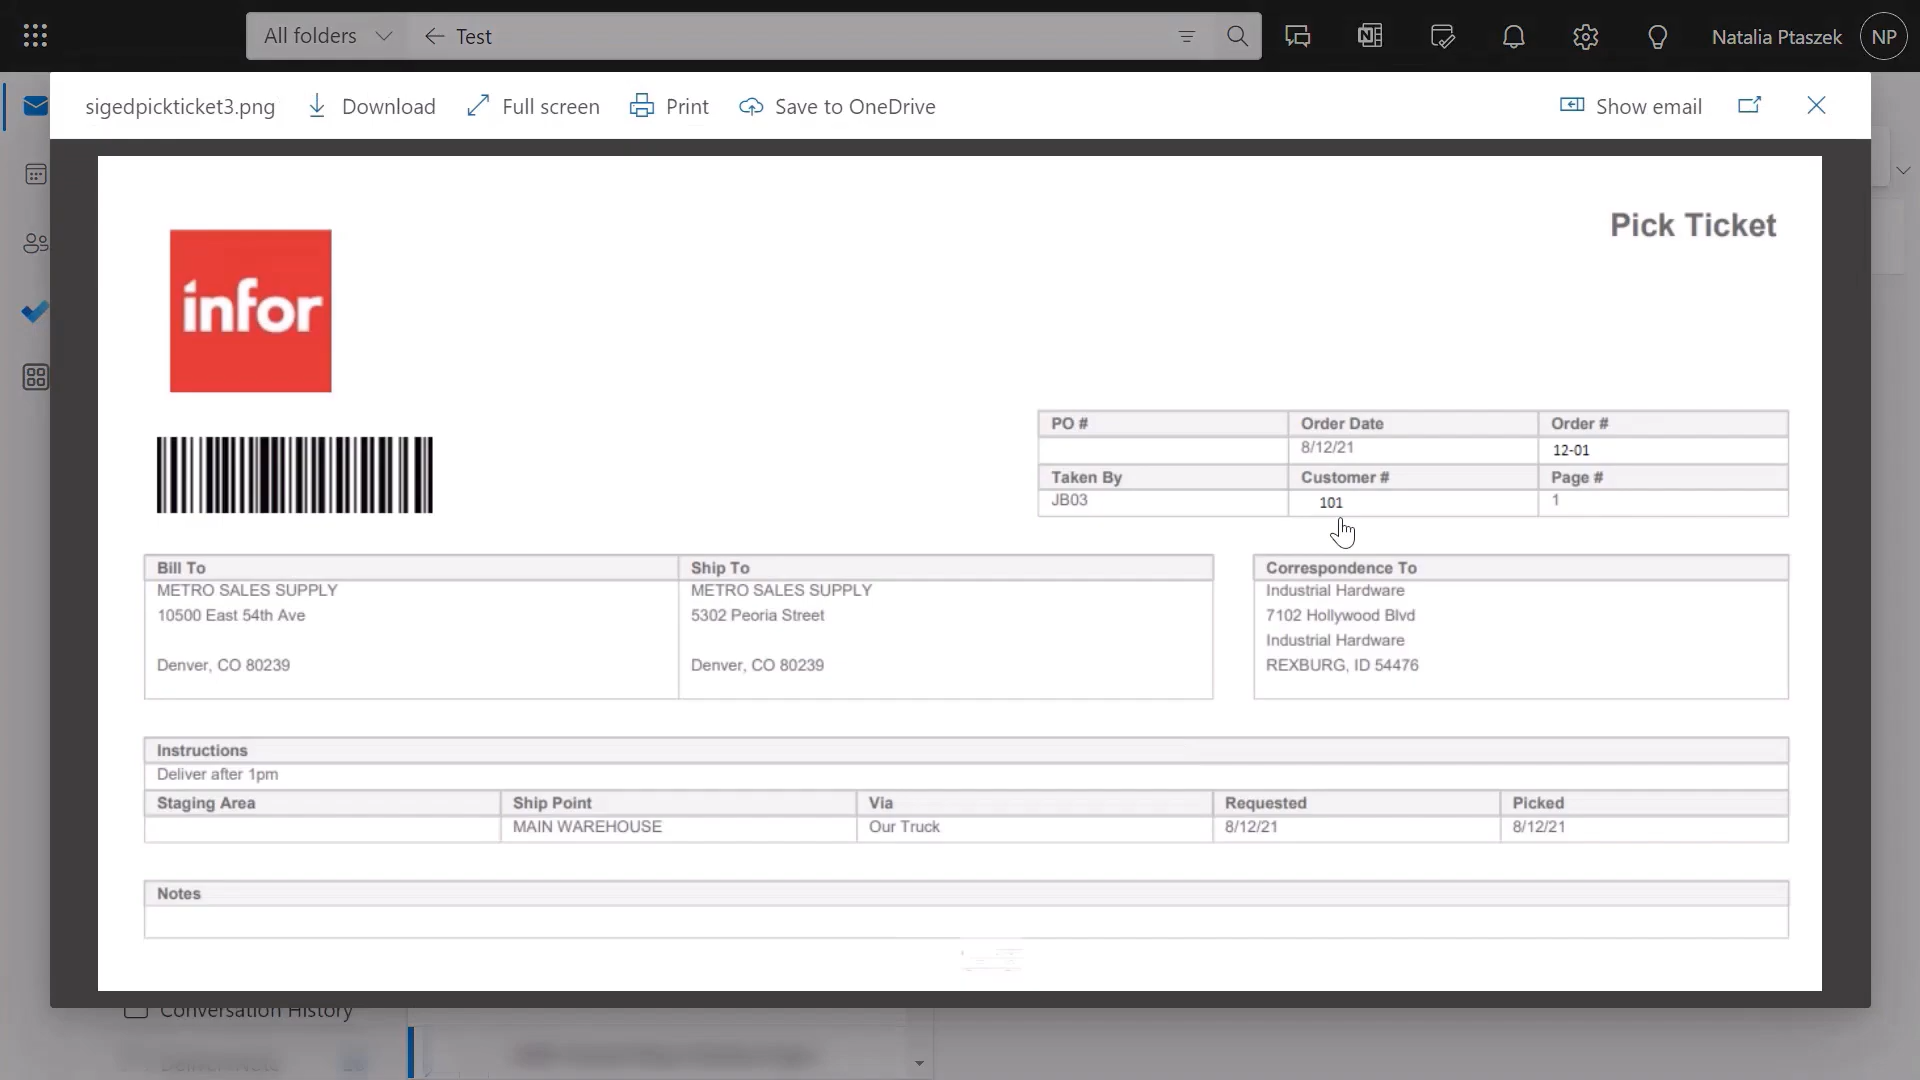 All folders Test Natalia Ptaszek NP
sigedpickticket3.png Download Full screen Print Save to OneDrive Show email
Pick Ticket
infor
PO # Order Date Order #
8/12/21 12-01
Taken By Customer # Page #
JB03 101 1
Bill To Ship To Correspondence To
METRO SALES SUPPLY METRO SALES SUPPLY Industrial Hardware
10500 East 54th Ave 5302 Peoria Street 7102 Hollywood Blvd
Industrial Hardware
Denver, CO 80239 Denver, CO 80239 REXBURG, ID 54476
Instructions
Deliver after 1pm
Staging Area Ship Point Via Requested Picked
MAIN WAREHOUSE Our Truck 8/12/21 8/12/21
Notes
Conversation History